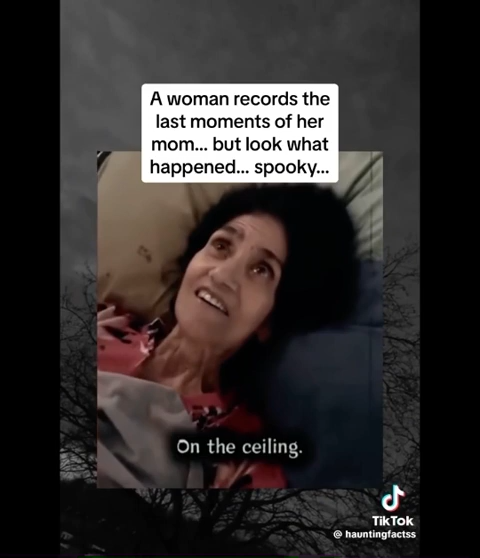 A woman records the
last moments of her
mom... but look what
happened... spooky...
On the ceiling.
TikTok
@ hauntingfactss